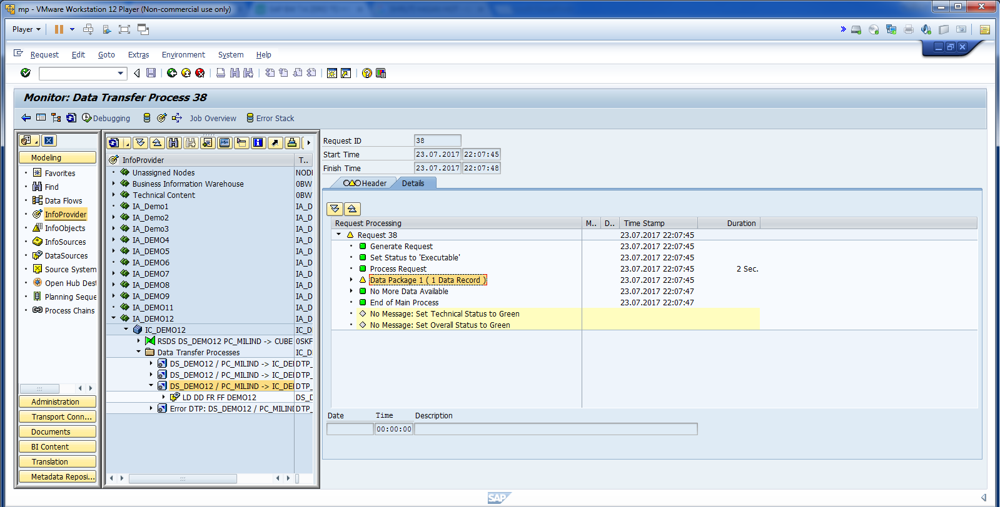 mp - VMware Workstation 12 Player (Non-commercial use only)
Player
Request Edit Goto Extras Environment System Help
Monitor: Data Transfer Process 38
Debugging Job Overview Error Stack
Modeling
Favorites
Find
Data Flows
InfoProvider
InfoObjects
InfoSources
DataSources
Source System
Open Hub Dest
Planning Seque
Process Chains
Administration
Transport Conn...
Documents
BI Content
Translation
Metadata Reposi...
InfoProvider T..
Unassigned Nodes NODE
Business Information Warehouse 0BW
Technical Content 0BW
IA_Demo1 IA_D
IA_Demo2 IA_D
IA_Demo3 IA_D
IA_DEMO4 IA_D
IA_DEMO5 IA_D
IA_DEMO6 IA_D
IA_DEMO7 IA_D
IA_DEMO8 IA_D
IA_DEMO9 IA_D
IA_DEMO11 IA_D
IA_DEMO12 IA_D
IC_DEMO12 IC_D
RSDS DS_DEMO12 PC_MILIND -> CUBE 0SKF
Data Transfer Processes IC_D
DS_DEMO12 / PC_MILIND -> IC_DEI DTP_
DS_DEMO12 / PC_MILIND -> IC_DEI DTP_
DS_DEMO12 / PC_MILIND -> IC_DEI DTP_
LD DD FR FF DEMO12 DS_D
Error DTP: DS_DEMO12 / PC_MILIND DTP_
Request ID 38
Start Time 23.07.2017 22:07:45
Finish Time 23.07.2017 22:07:48
Header Details
Request Processing M.. D.. Time Stamp Duration
Request 38 23.07.2017 22:07:45
Generate Request 23.07.2017 22:07:45
Set Status to 'Executable' 23.07.2017 22:07:45
Process Request 23.07.2017 22:07:45 2 Sec.
Data Package 1 ( 1 Data Record ) 23.07.2017 22:07:45
No More Data Available 23.07.2017 22:07:47
End of Main Process 23.07.2017 22:07:47
No Message: Set Technical Status to Green
No Message: Set Overall Status to Green
Date Time Description
00:00:00
SAP